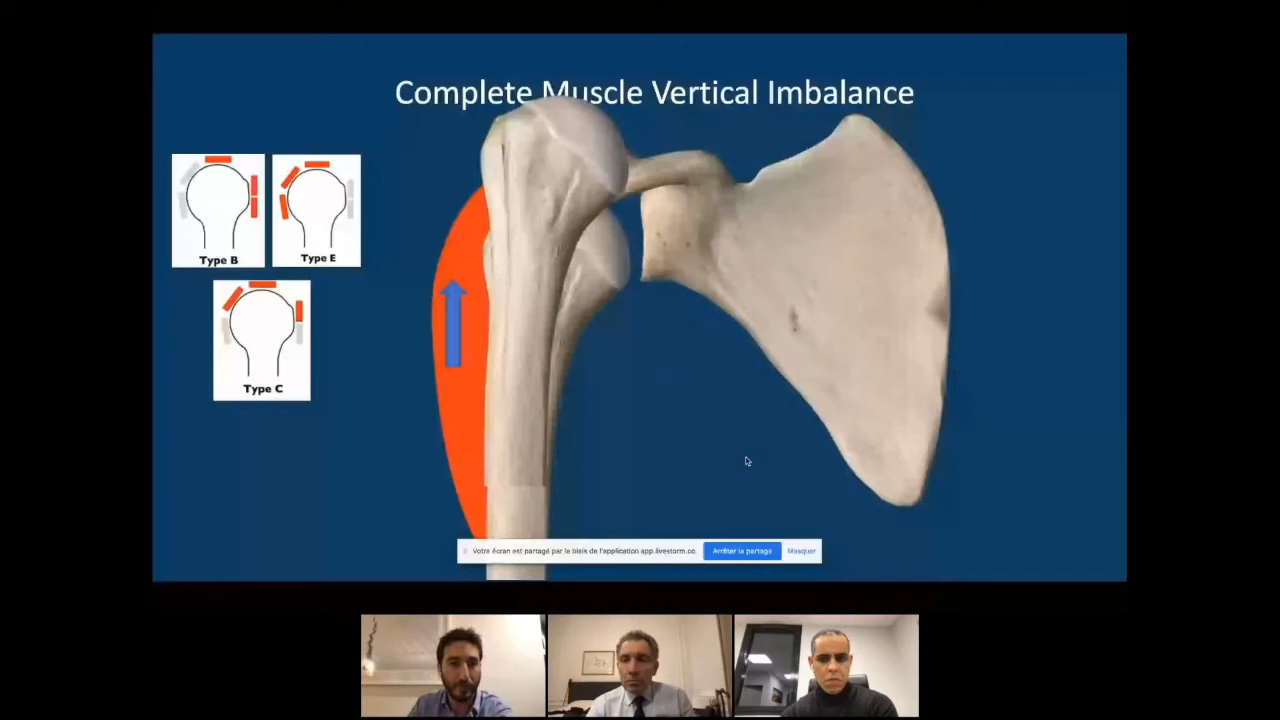 Complete Muscle Vertical Imbalance
Type B
Type E
Type C
Votre écran est partagé par le biais de l'application app.livestorm.co.
Arrêter le partage
Masquer